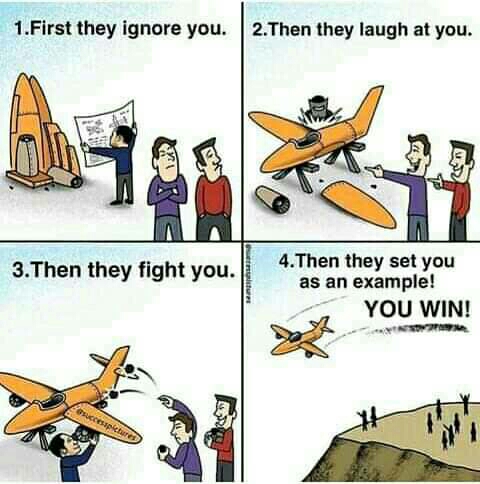 1.First they ignore you.
2.Then they laugh at you.
3.Then they fight you.
@successpictures
@successpictures
4.Then they set you
as an example!
YOU WIN!